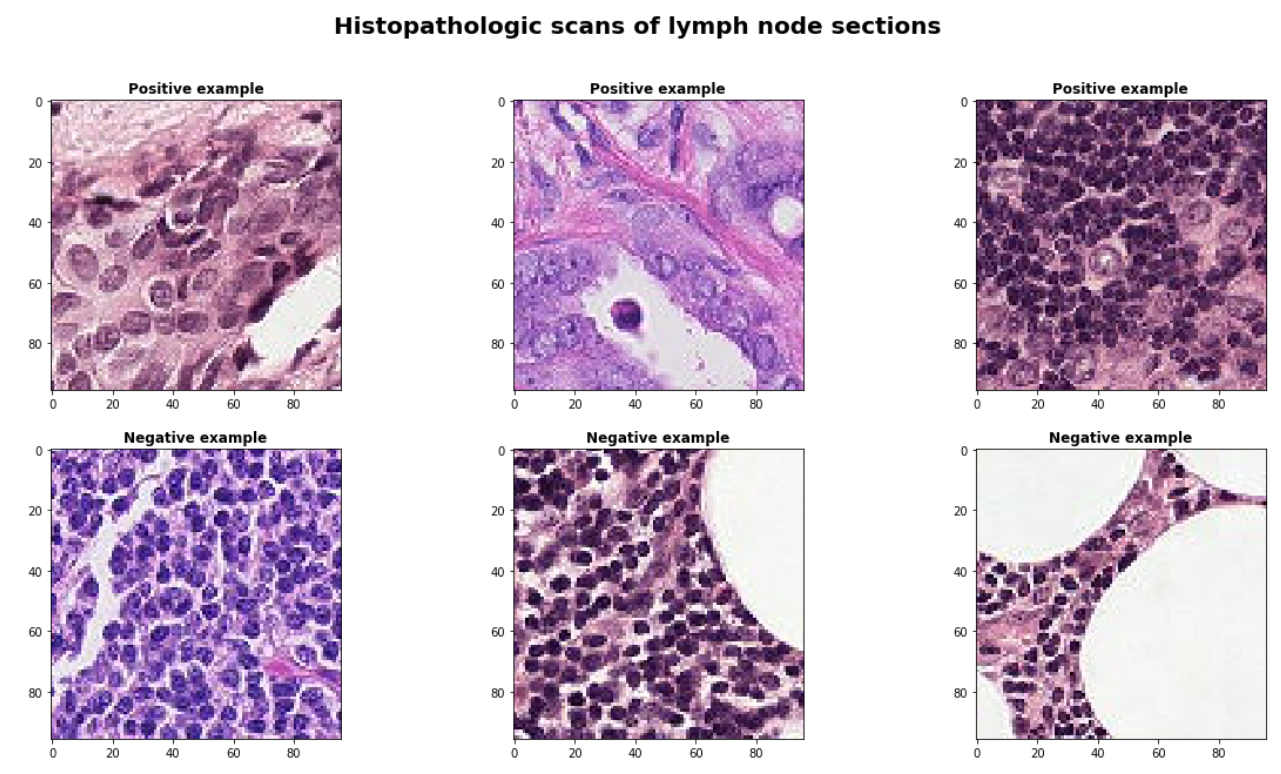 Histopathologic scans of lymph node sections
Positive example Positive example Positive example
0 0 0
20 20 20
40 40 40
60 60 60
80 80 80
0 20 40 60 80 0 20 40 60 80 0 20 40 60 80
Negative example Negative example Negative example
0 0 0
20 20 20
40 40 40
60 60 60
80 80 80
0 20 40 60 80 0 20 40 60 80 0 20 40 60 80